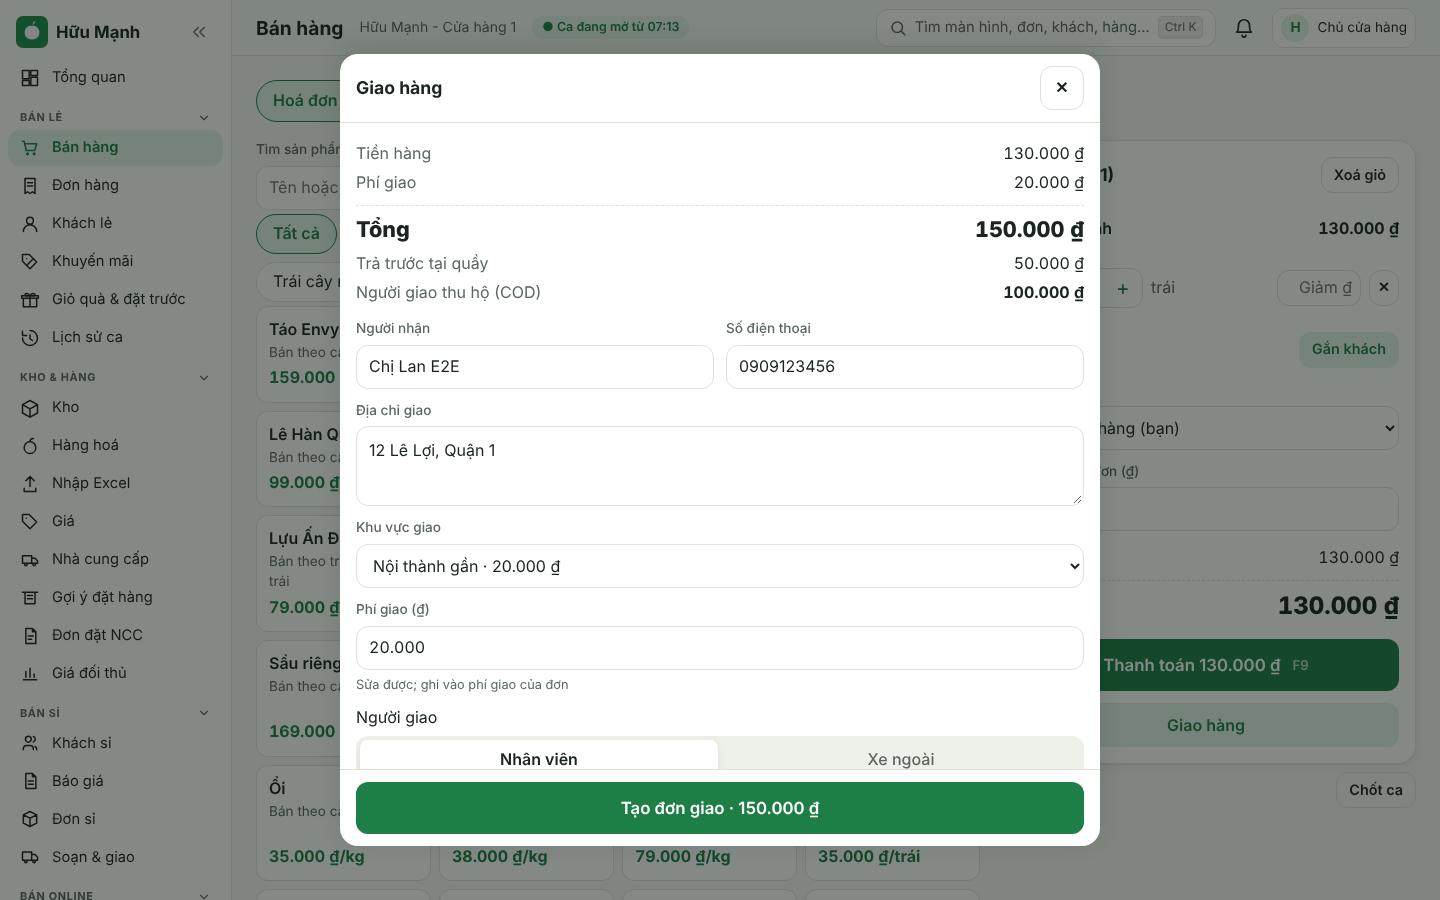 Hữu Mạnh
Tổng quan
BÁN LẺ
Bán hàng
Đơn hàng
Khách lẻ
Khuyến mãi
Giỏ quà & đặt trước
Lịch sử ca
KHO & HÀNG
Kho
Hàng hoá
Nhập Excel
Giá
Nhà cung cấp
Gợi ý đặt hàng
Đơn đặt NCC
Giá đối thủ
BÁN SỈ
Khách sỉ
Báo giá
Đơn sỉ
Soạn & giao
BÁN ONLINE
Bán hàng
Hữu Mạnh - Cửa hàng 1
Ca đang mở từ 07:13
Tìm màn hình, đơn, khách, hàng...
Ctrl K
H
Chủ cửa hàng
Hoá đơn
Tìm sản phẩm
Tên hoặc
Tất cả
Trái cây
Táo Envy
Bán theo
159.000
Lê Hàn
Bán theo
99.000 ₫
Lựu Ấn
Bán theo
trái
79.000 ₫
Sầu riêng
Bán theo
169.000
Ổi
Bán theo
35.000 ₫/kg
38.000 ₫/kg
79.000 ₫/kg
35.000 ₫/trái
Giao hàng
×
Tiền hàng
130.000 ₫
Phí giao
20.000 ₫
Tổng
150.000 ₫
Trả trước tại quầy
50.000 ₫
Người giao thu hộ (COD)
100.000 ₫
Người nhận
Số điện thoại
Chị Lan E2E
0909123456
Địa chỉ giao
12 Lê Lợi, Quận 1
Khu vực giao
Nội thành gần · 20.000 ₫
Phí giao (₫)
20.000
Sửa được; ghi vào phí giao của đơn
Người giao
Nhân viên
Xe ngoài
Tạo đơn giao · 150.000 ₫
1)
Xoá giỏ
130.000 ₫
+
trái
Giảm ₫
×
Gắn khách
hàng (bạn)
(₫)
130.000 ₫
130.000 ₫
Thanh toán 130.000 ₫ F9
Giao hàng
Chốt ca